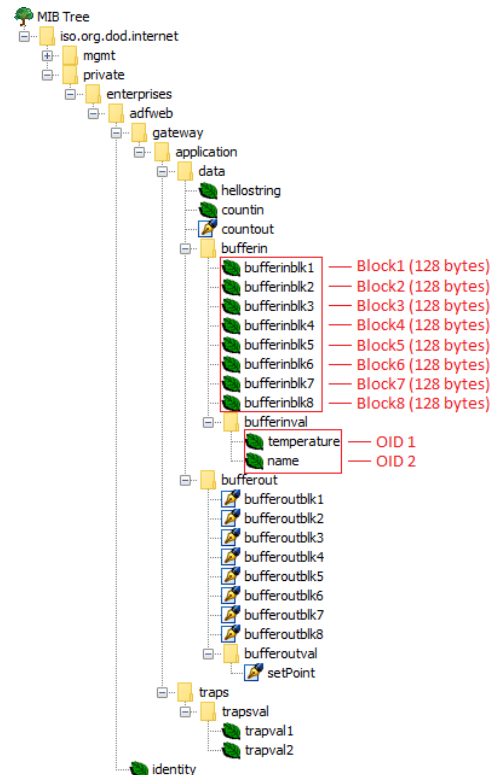 MIB Tree
iso.org.dod.internet
mgmt
private
enterprises
adfweb
gateway
application
data
hellostring
countin
countout
bufferin
bufferinblk1 Block1 (128 bytes)
bufferinblk2 Block2 (128 bytes)
bufferinblk3 Block3 (128 bytes)
bufferinblk4 Block4 (128 bytes)
bufferinblk5 Block5 (128 bytes)
bufferinblk6 Block6 (128 bytes)
bufferinblk7 Block7 (128 bytes)
bufferinblk8 Block8 (128 bytes)
bufferinval
temperature OID 1
name OID 2
bufferout
bufferoutblk1
bufferoutblk2
bufferoutblk3
bufferoutblk4
bufferoutblk5
bufferoutblk6
bufferoutblk7
bufferoutblk8
bufferoutval
setPoint
traps
trapsval
trapval1
trapval2
identity